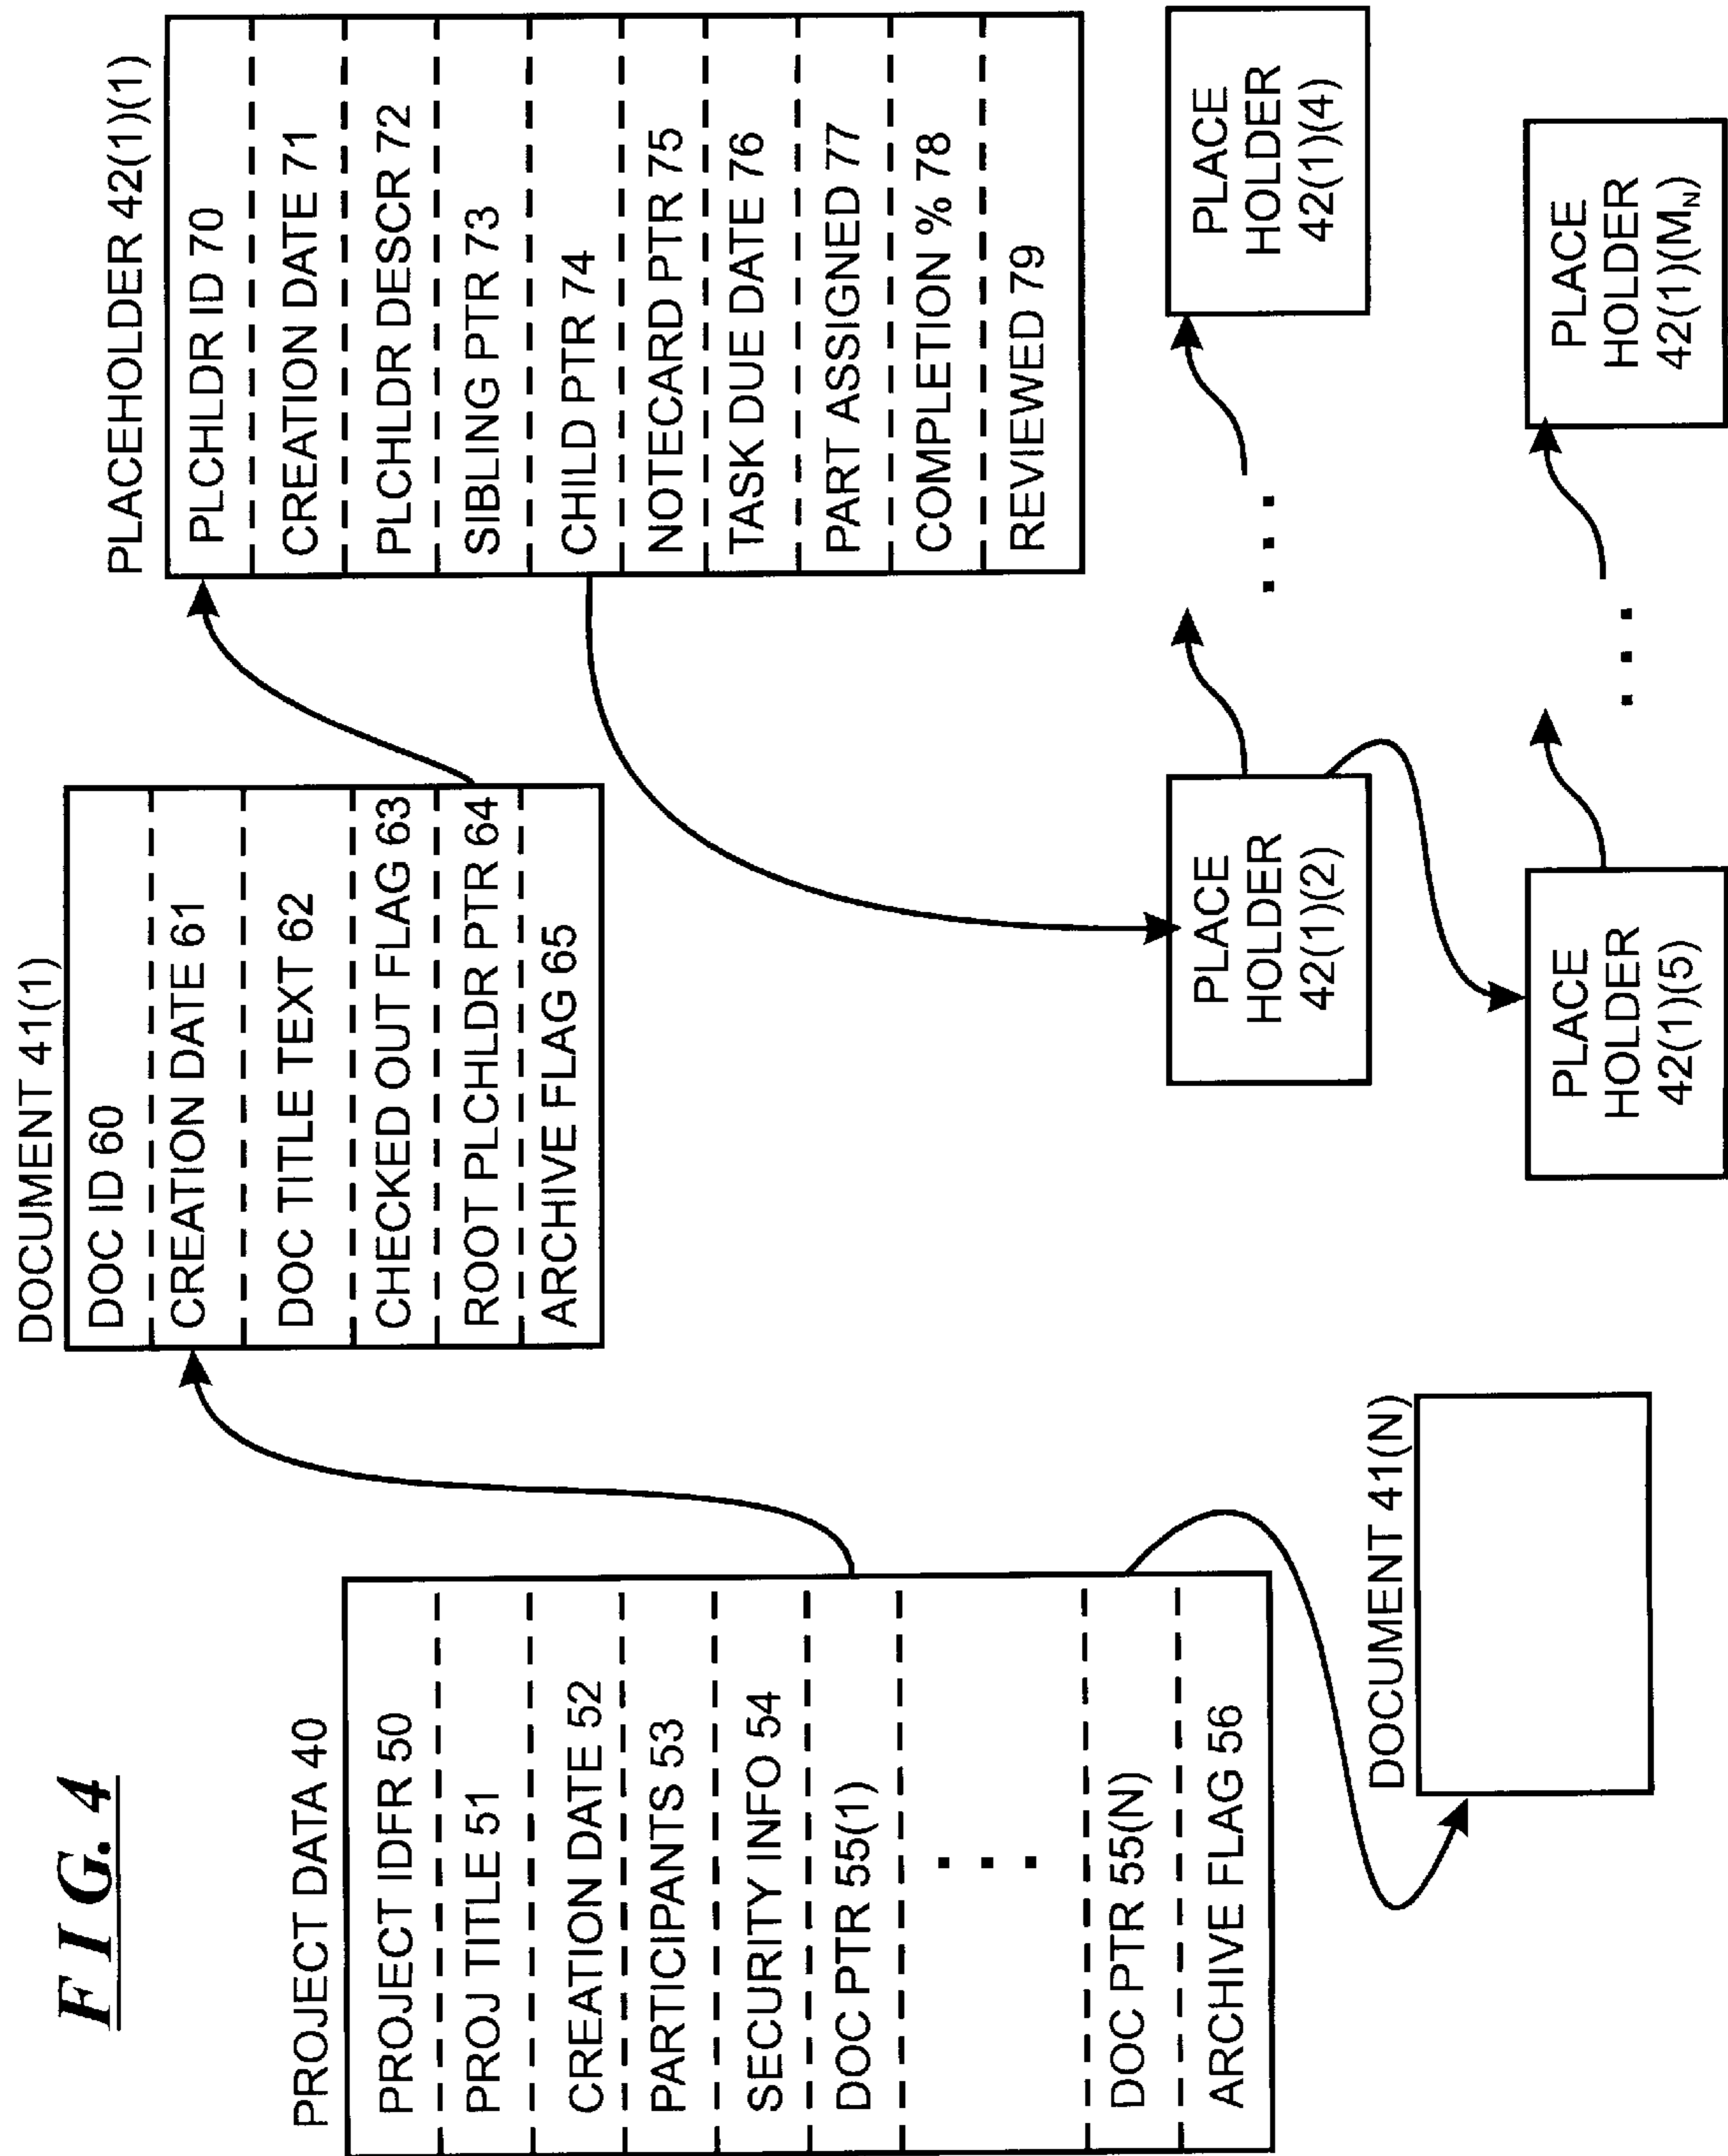 FIG. 4
PROJECT DATA 40
PROJECT IDFR 50
PROJ TITLE 51
CREATION DATE 52
PARTICIPANTS 53
SECURITY INFO 54
DOC PTR 55(1)
DOC PTR 55(N)
ARCHIVE FLAG 56
DOCUMENT 41(1)
DOC ID 60
CREATION DATE 61
DOC TITLE TEXT 62
CHECKED OUT FLAG 63
ROOT PLCHLDR PTR 64
ARCHIVE FLAG 65
DOCUMENT 41(N)
PLACEHOLDER 42(1)(1)
PLCHLDR ID 70
CREATION DATE 71
PLCHLDR DESCR 72
SIBLING PTR 73
CHILD PTR 74
NOTECARD PTR 75
TASK DUE DATE 76
PART ASSIGNED 77
COMPLETION % 78
REVIEWED 79
PLACE
HOLDER
42(1)(2)
PLACE
HOLDER
42(1)(4)
PLACE
HOLDER
42(1)(5)
PLACE
HOLDER
42(1)(M_N)